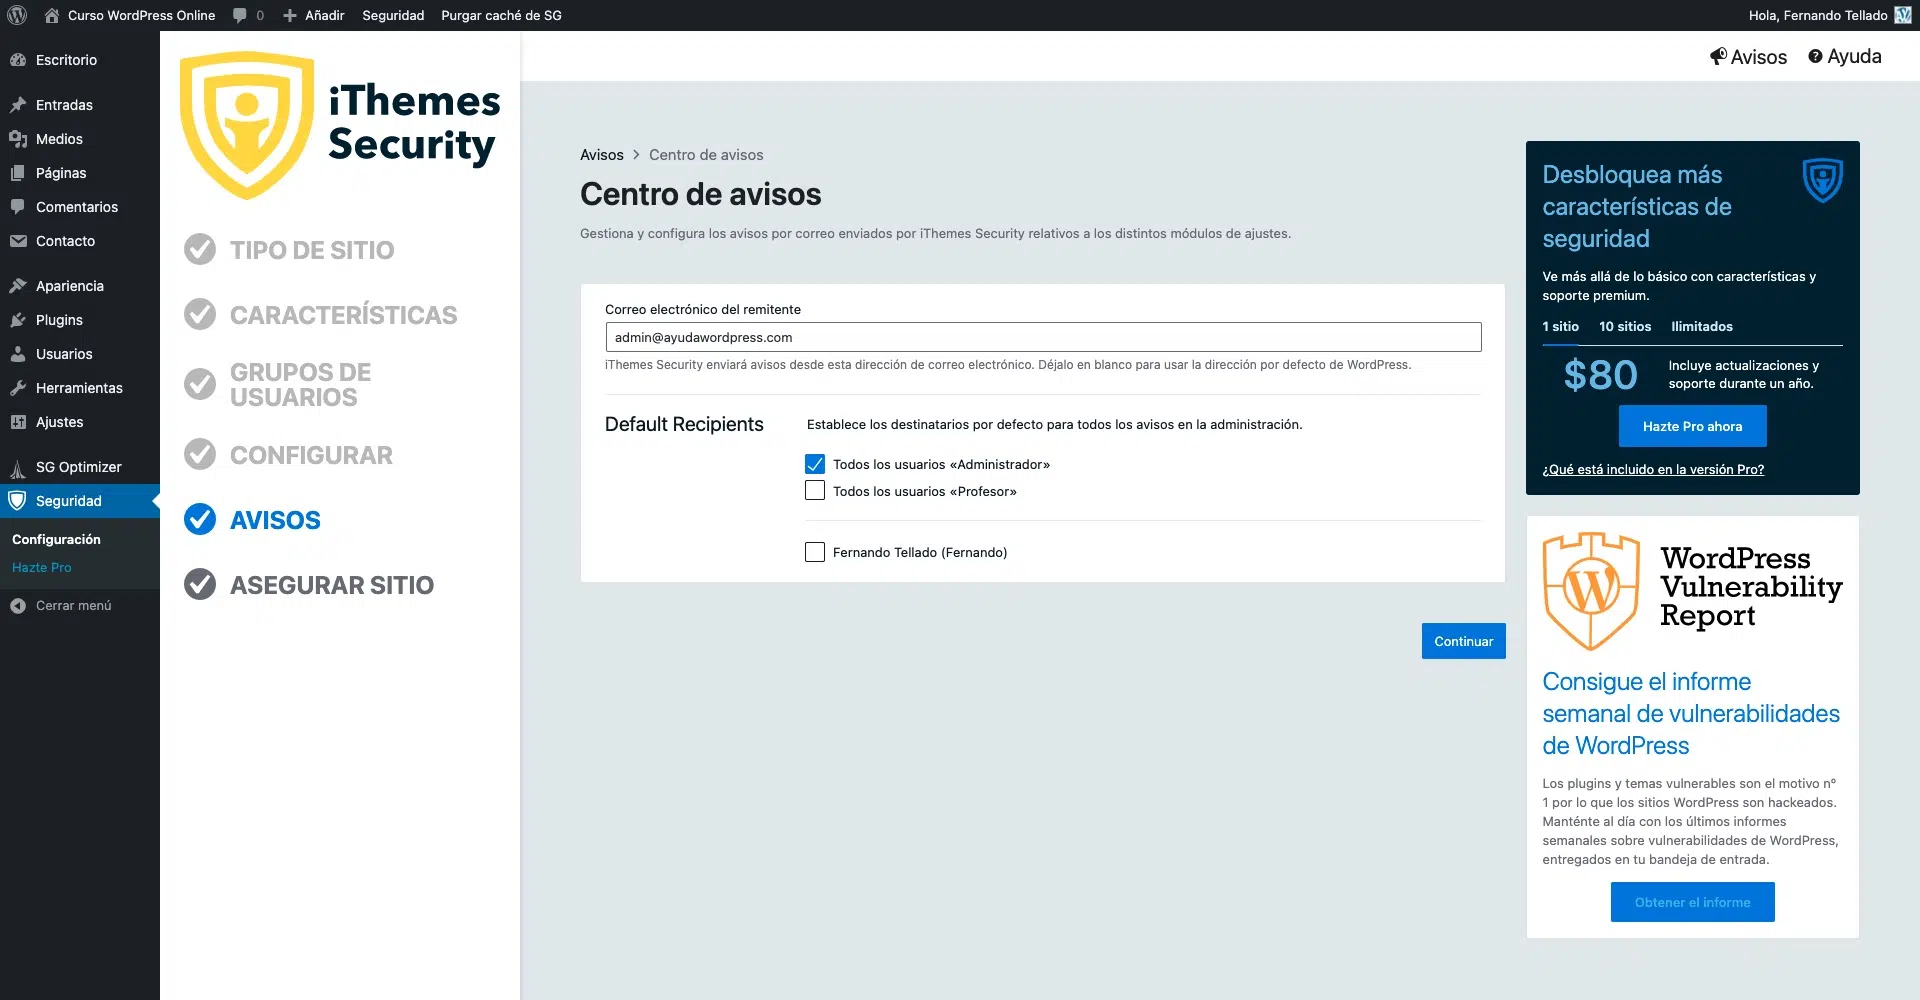 Curso WordPress Online
0
Añadir
Seguridad
Purgar caché de SG
Hola, Fernando Tellado
Escritorio
Entradas
Medios
Páginas
Comentarios
Contacto
Apariencia
Plugins
Usuarios
Herramientas
Ajustes
SG Optimizer
Seguridad
Configuración
Hazte Pro
Cerrar menú
iThemes
Security
TIPO DE SITIO
CARACTERÍSTICAS
GRUPOS DE
USUARIOS
CONFIGURAR
AVISOS
ASEGURAR SITIO
Avisos
Ayuda
Avisos > Centro de avisos
Centro de avisos
Gestiona y configura los avisos por correo enviados por iThemes Security relativos a los distintos módulos de ajustes.
Correo electrónico del remitente
admin@ayudawordpress.com
iThemes Security enviará avisos desde esta dirección de correo electrónico. Déjalo en blanco para usar la dirección por defecto de WordPress.
Default Recipients
Establece los destinatarios por defecto para todos los avisos en la administración.
Todos los usuarios «Administrador»
Todos los usuarios «Profesor»
Fernando Tellado (Fernando)
Continuar
Desbloquea más
características de
seguridad
Ve más allá de lo básico con características y
soporte premium.
1 sitio
10 sitios
Ilimitados
$80
Incluye actualizaciones y
soporte durante un año.
Hazte Pro ahora
¿Qué está incluido en la versión Pro?
WordPress
Vulnerability
Report
Consigue el informe
semanal de vulnerabilidades
de WordPress
Los plugins y temas vulnerables son el motivo nº
1 por lo que los sitios WordPress son hackeados.
Manténte al día con los últimos informes
semanales sobre vulnerabilidades de WordPress,
entregados en tu bandeja de entrada.
Obtener el informe